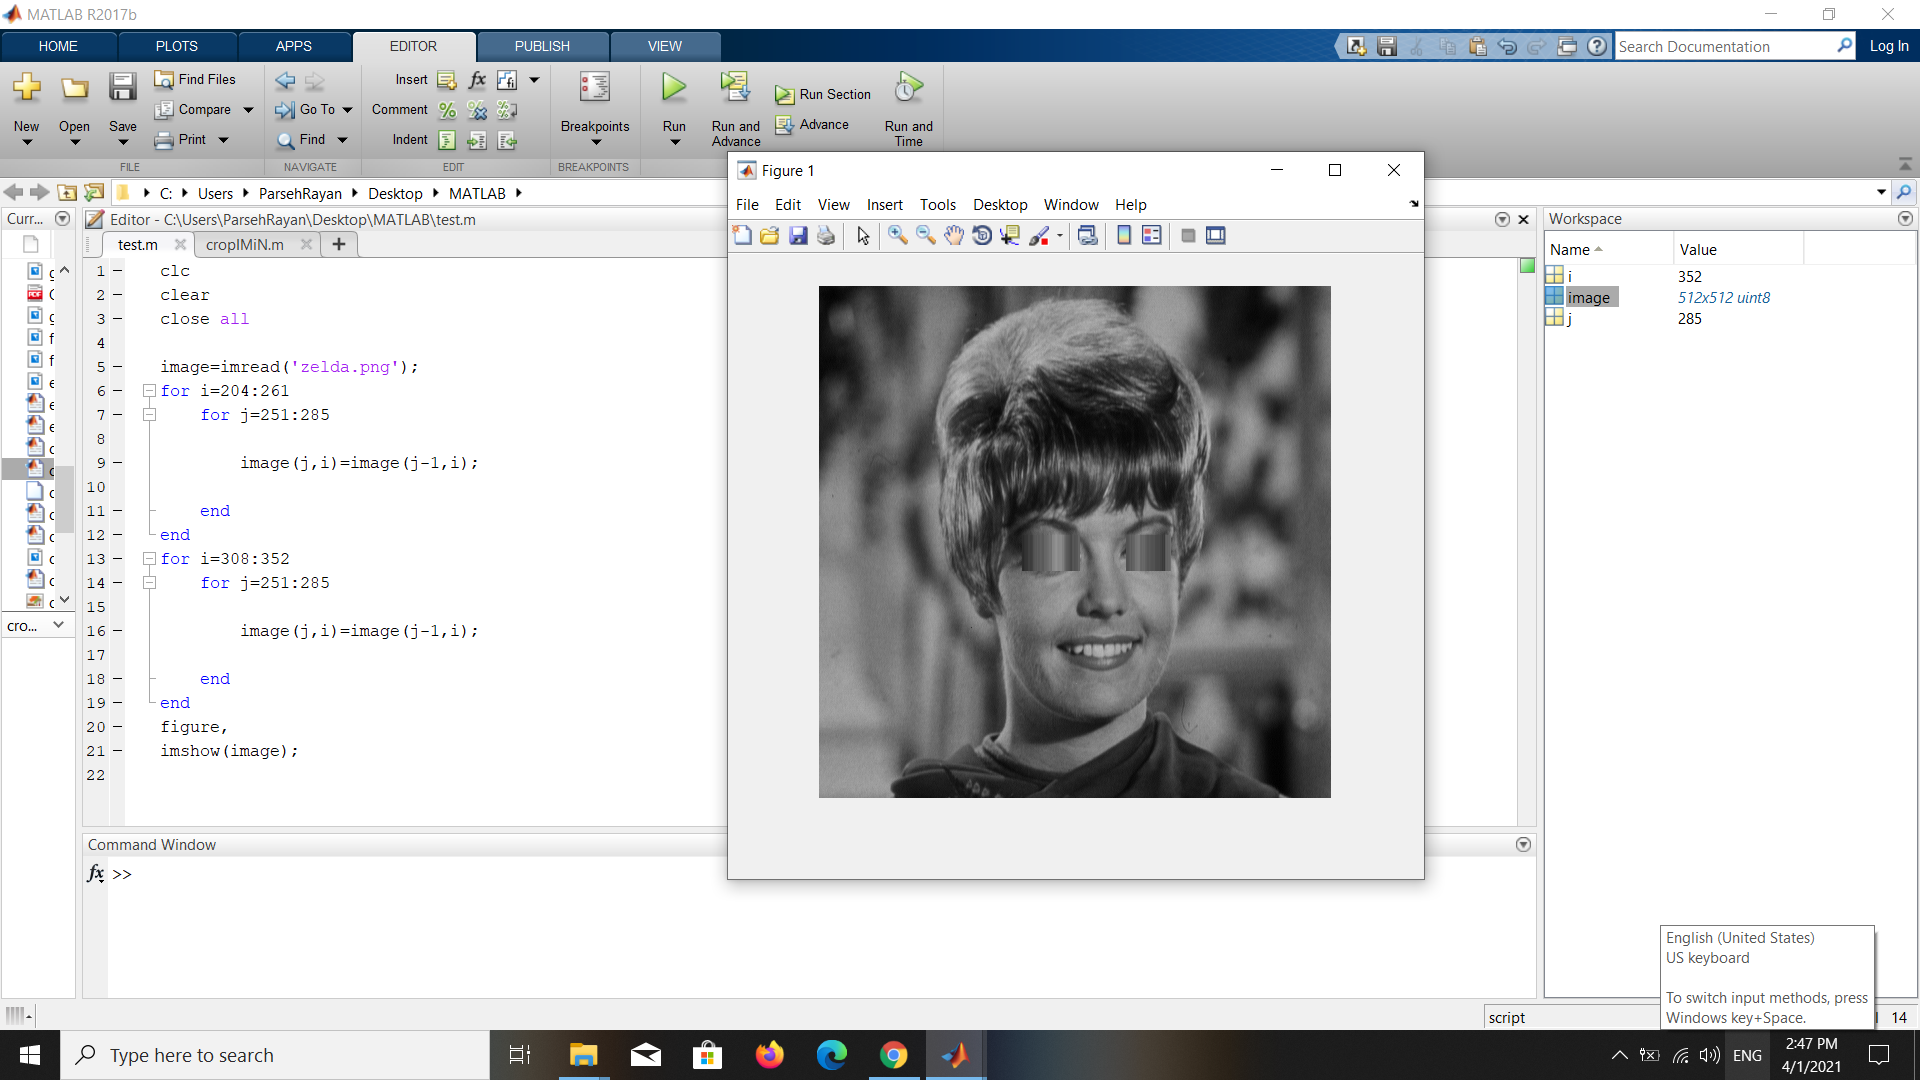 MATLAB R2017b
HOME PLOTS APPS EDITOR PUBLISH VIEW
Search Documentation
Log In
New Open Save
Find Files
Compare
Print
FILE
Go To
Find
NAVIGATE
Insert fx
Comment
Indent
EDIT
Breakpoints
BREAKPOINTS
Run
Run and Advance
Run Section
Advance
Run and Time
C: Users ParsehRayan Desktop MATLAB
Curr...
Editor - C:\Users\ParsehRayan\Desktop\MATLAB\test.m
test.m cropIMiN.m +
1 clc
2 clear
3 close all
4
5 image=imread('zelda.png');
6 for i=204:261
7 for j=251:285
8
9 image(j,i)=image(j-1,i);
10
11 end
12 end
13 for i=308:352
14 for j=251:285
15
16 image(j,i)=image(j-1,i);
17
18 end
19 end
20 figure,
21 imshow(image);
22
cro...
Command Window
fx >>
Figure 1
File Edit View Insert Tools Desktop Window Help
Workspace
Name Value
i 352
image 512x512 uint8
j 285
English (United States)
US keyboard
To switch input methods, press
Windows key+Space.
script
14
Type here to search
ENG
2:47 PM
4/1/2021